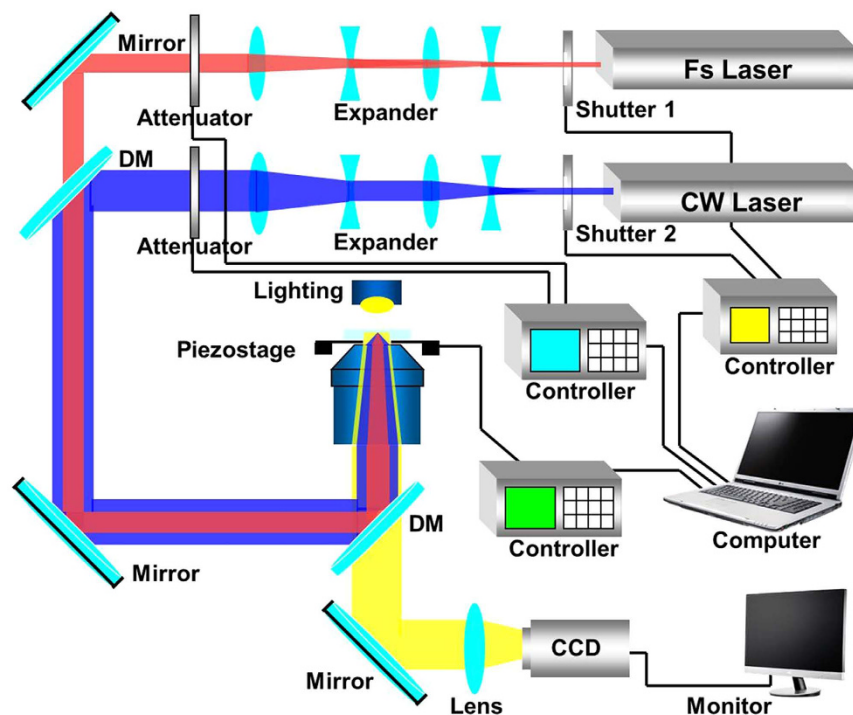 Mirror
Fs Laser
Attenuator
Expander
Shutter 1
DM
CW Laser
Attenuator
Expander
Shutter 2
Lighting
Piezostage
Controller
Controller
DM
Controller
Computer
Mirror
CCD
Mirror
Lens
Monitor